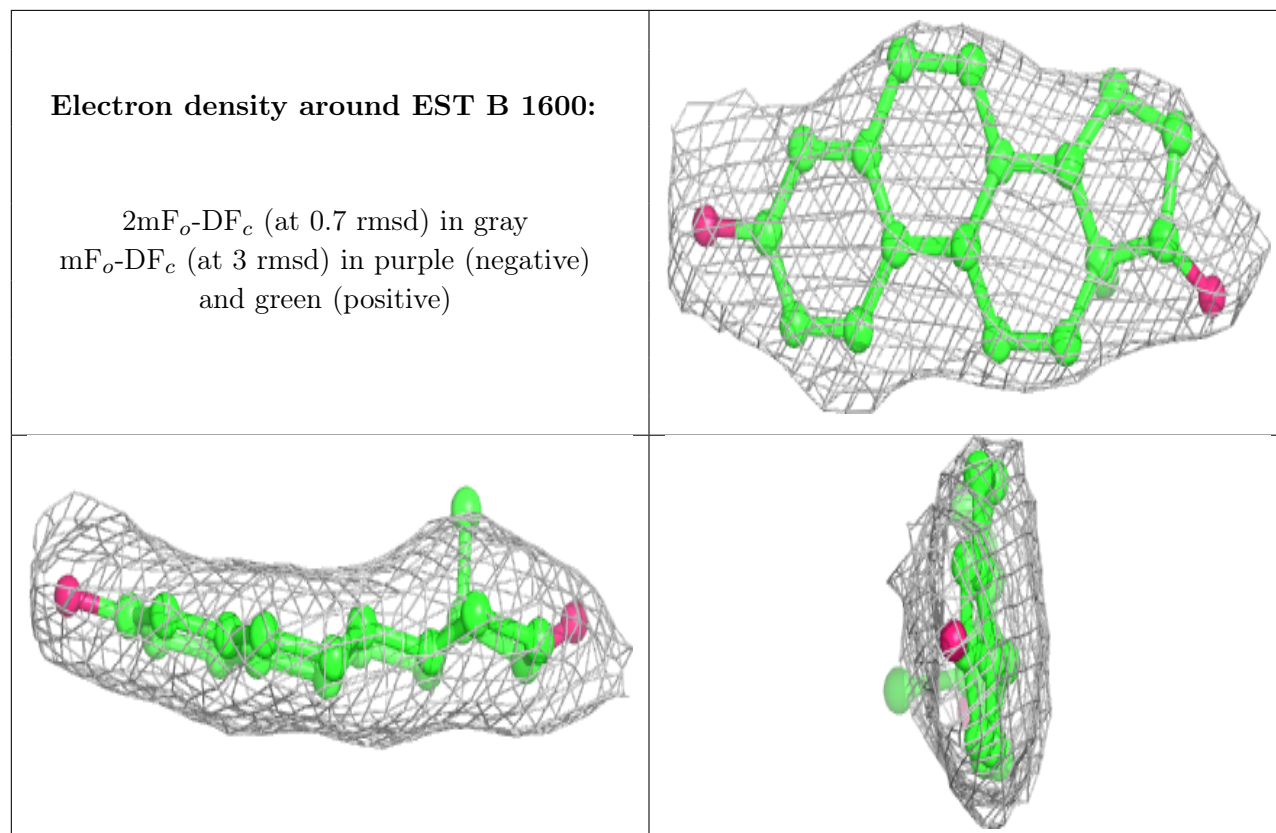 Electron density around EST B 1600:
2mFo-DFc (at 0.7 rmsd) in gray
mFo-DFc (at 3 rmsd) in purple (negative)
and green (positive)